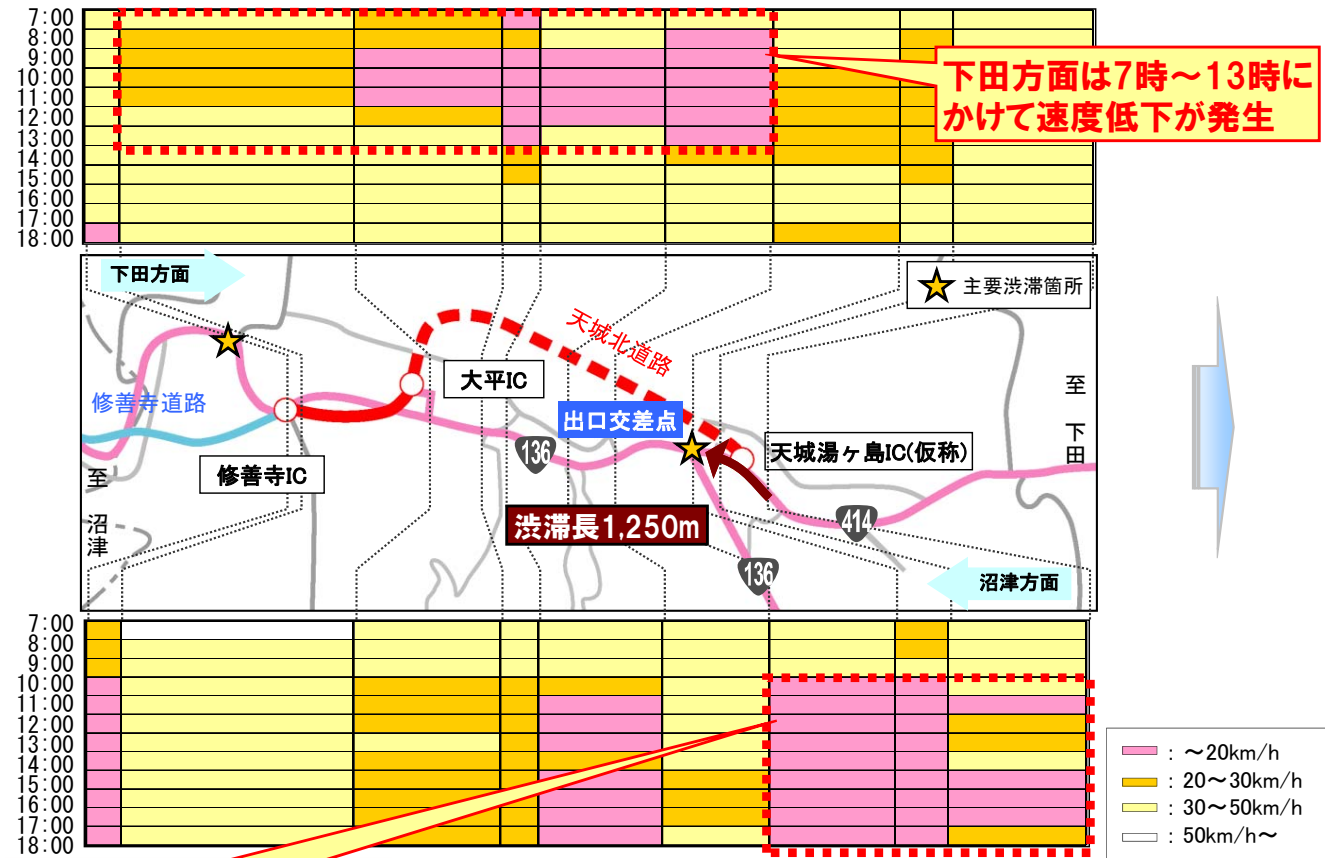 7:00
8:00
9:00
10:00
11:00
12:00
13:00
14:00
15:00
16:00
17:00
18:00
下田方面は7時～13時に
かけて速度低下が発生
下田方面
主要渋滞箇所
天城北道路
大平IC
至 下田
修善寺道路
出口交差点
136
天城湯ヶ島IC(仮称)
修善寺IC
至 沼津
渋滞長1,250m
414
136
沼津方面
7:00
8:00
9:00
10:00
11:00
12:00
13:00
14:00
15:00
16:00
17:00
18:00
：～20km/h
：20～30km/h
：30～50km/h
：50km/h～